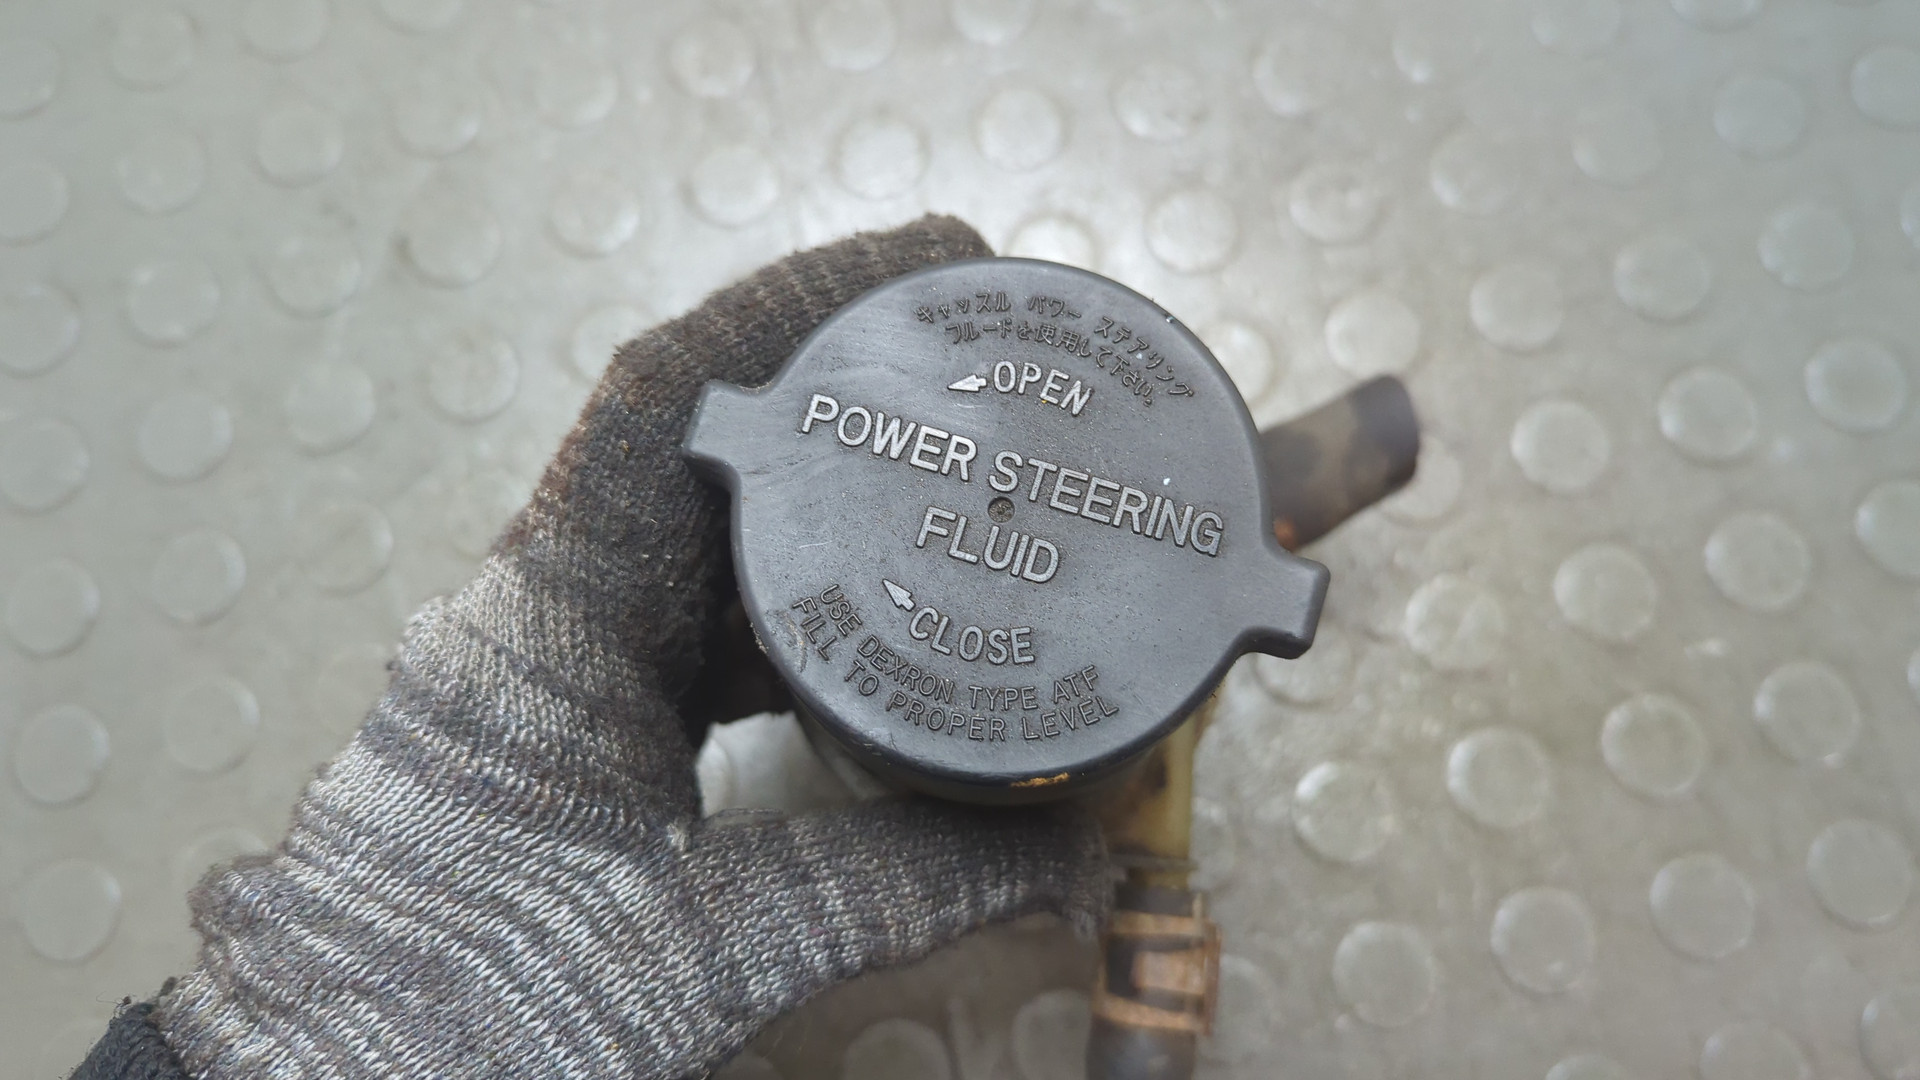 キャッスル パワー ステアリング
フルードを使用して下さい。
OPEN
POWER STEERING
FLUID
CLOSE
USE DEXRON TYPE ATF
FILL TO PROPER LEVEL